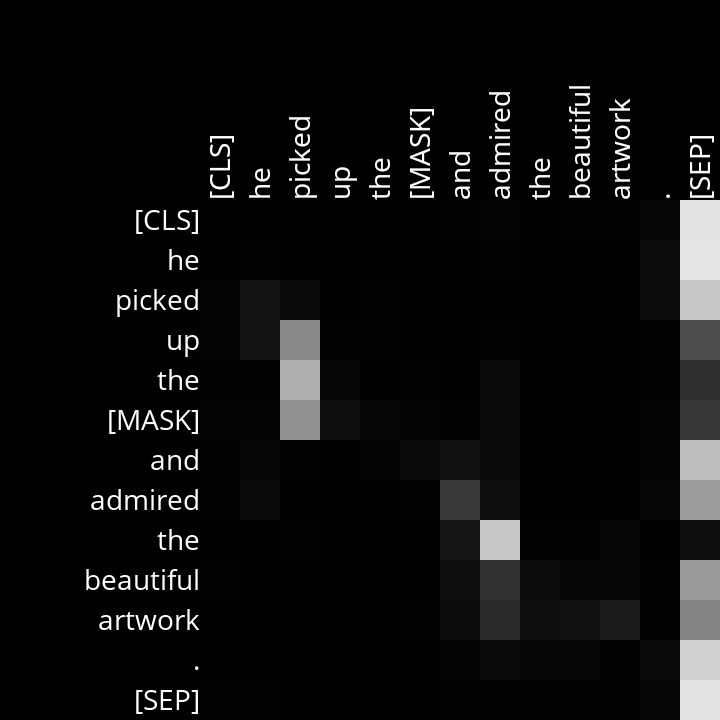 [CLS]
he
picked
up
the
[MASK]
and
admired
the
beautiful
artwork
.
[SEP]
[CLS]
he
picked
up
the
[MASK]
and
admired
the
beautiful
artwork
.
[SEP]